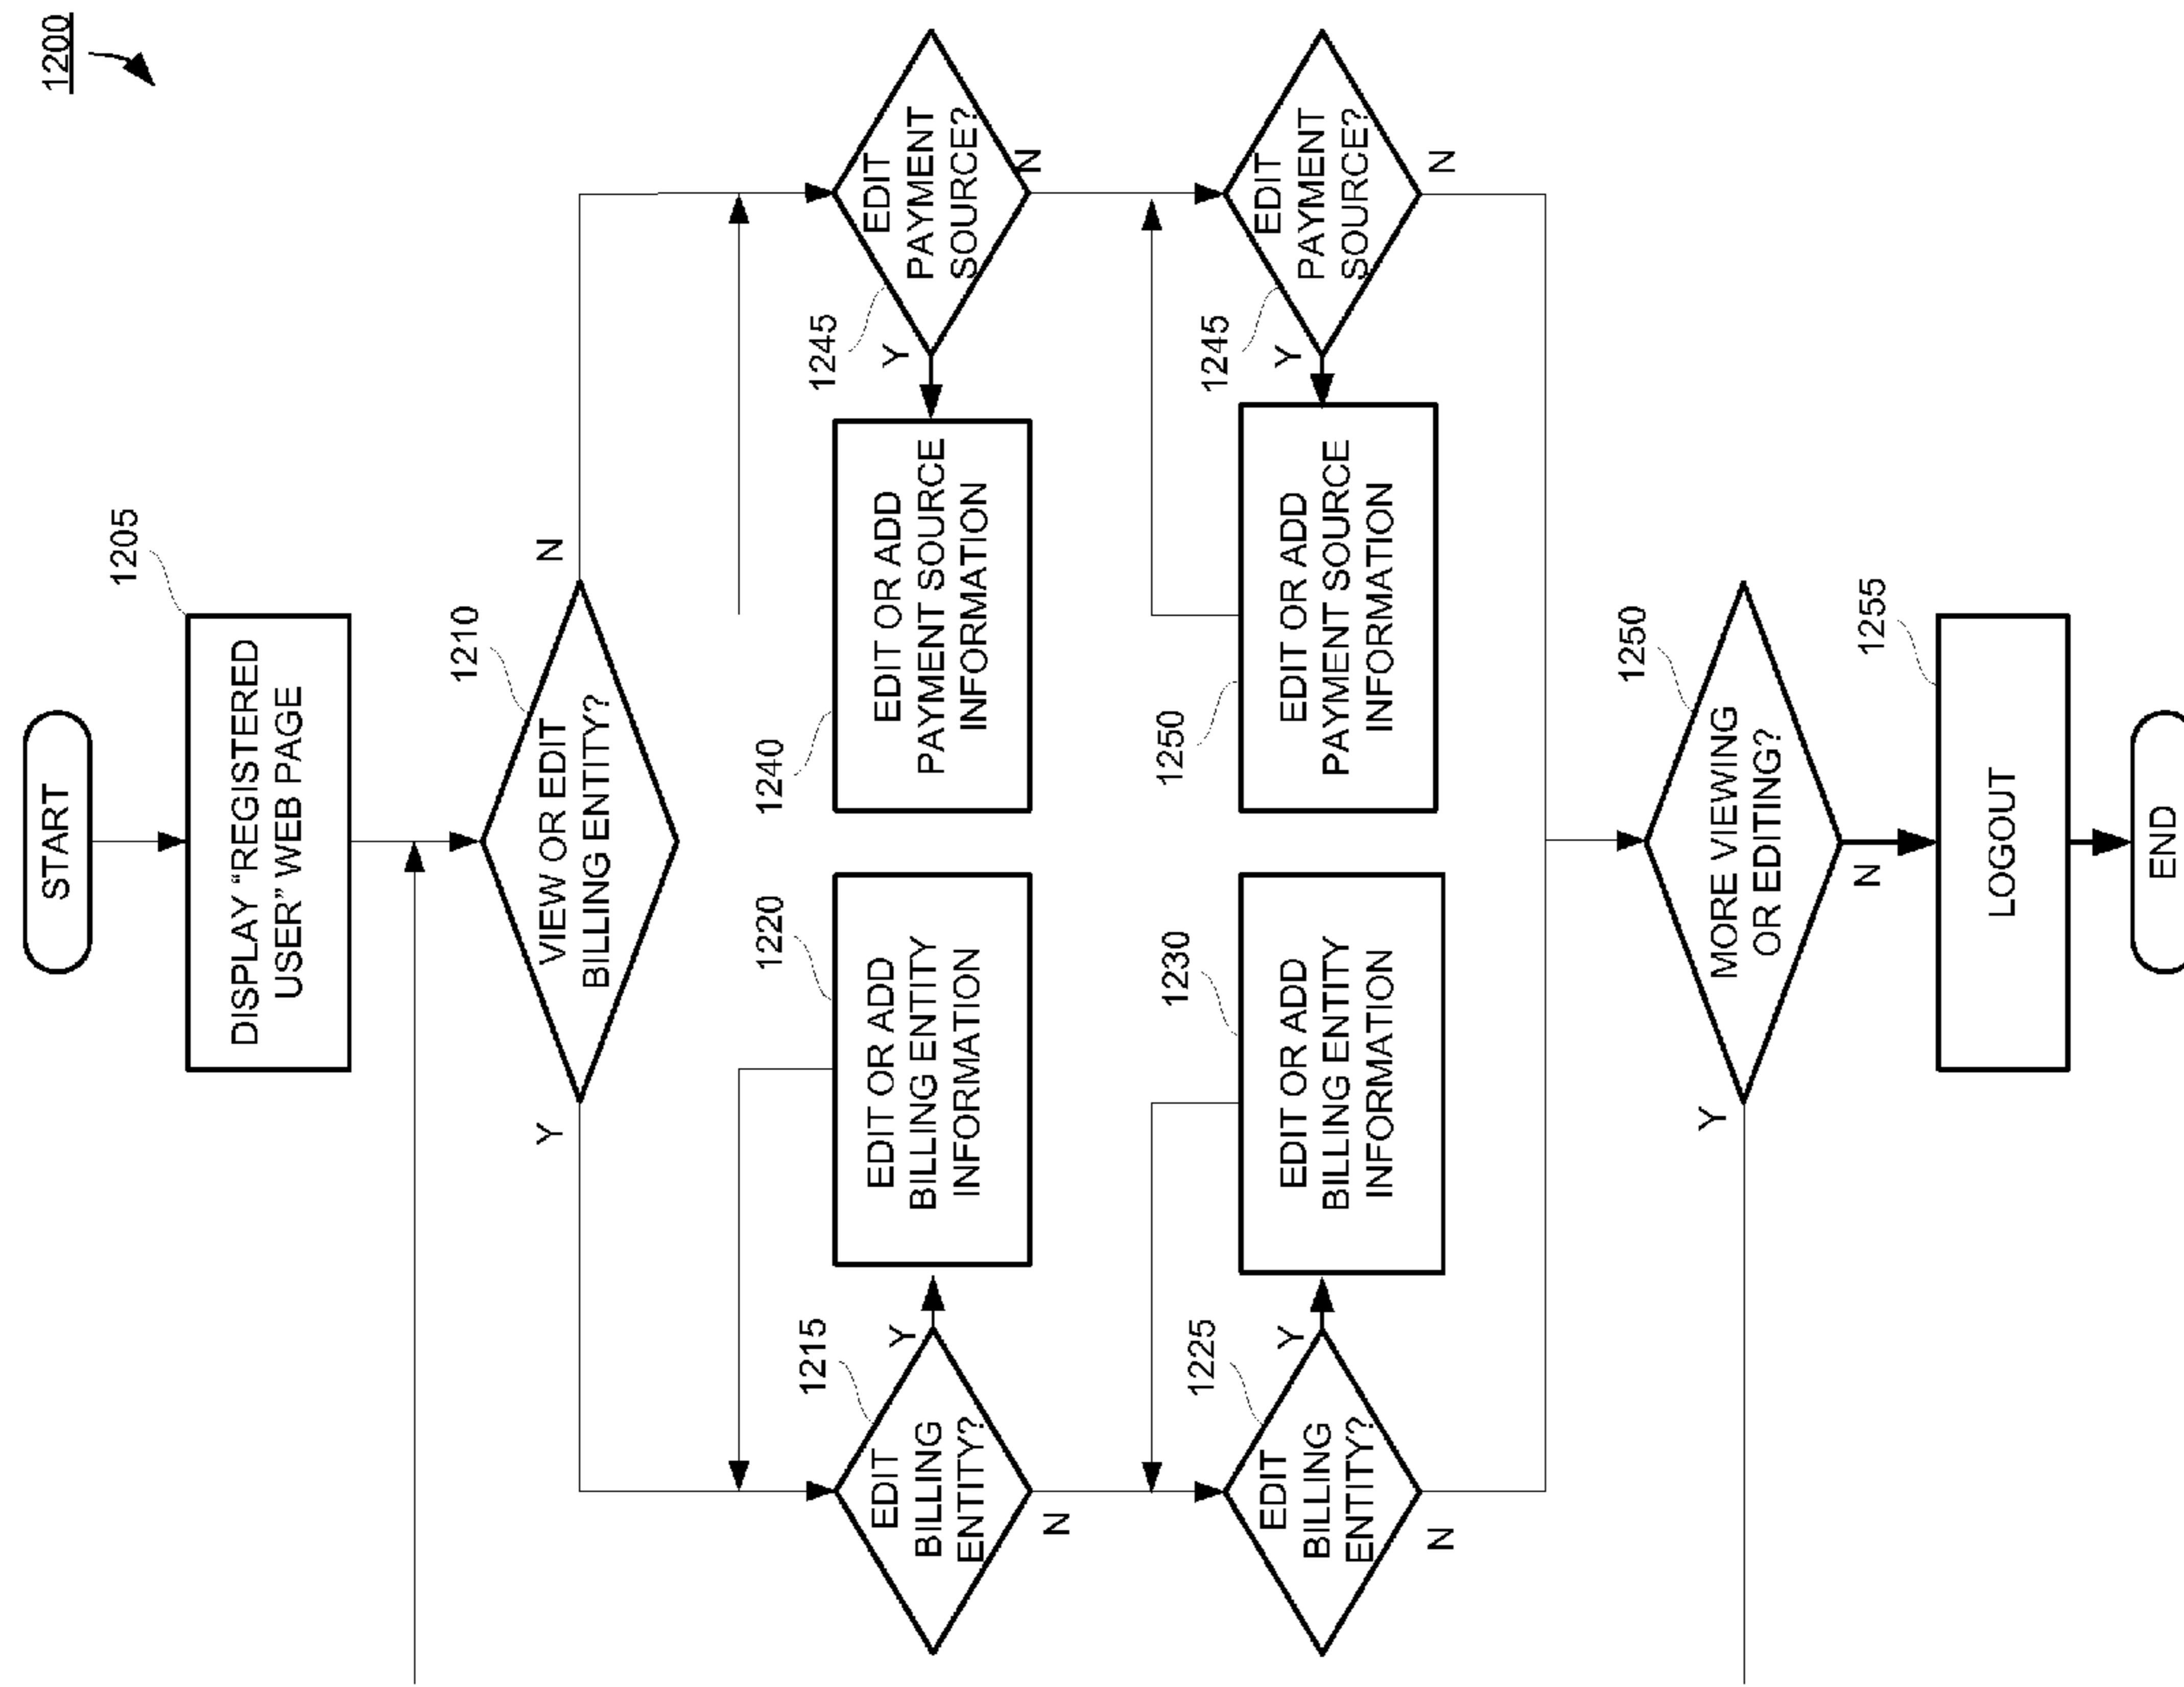 1200
START
1205
DISPLAY “REGISTERED
USER” WEB PAGE
1210
VIEW OR EDIT
BILLING ENTITY?
Y
N
1215
EDIT
BILLING
ENTITY?
Y
N
1220
EDIT OR ADD
BILLING ENTITY
INFORMATION
1240
EDIT OR ADD
PAYMENT SOURCE
INFORMATION
1245
EDIT
PAYMENT
SOURCE?
Y
N
1225
EDIT
BILLING
ENTITY?
Y
N
1230
EDIT OR ADD
BILLING ENTITY
INFORMATION
1250
EDIT OR ADD
PAYMENT SOURCE
INFORMATION
1245
EDIT
PAYMENT
SOURCE?
Y
N
1250
MORE VIEWING
OR EDITING?
Y
N
1255
LOGOUT
END